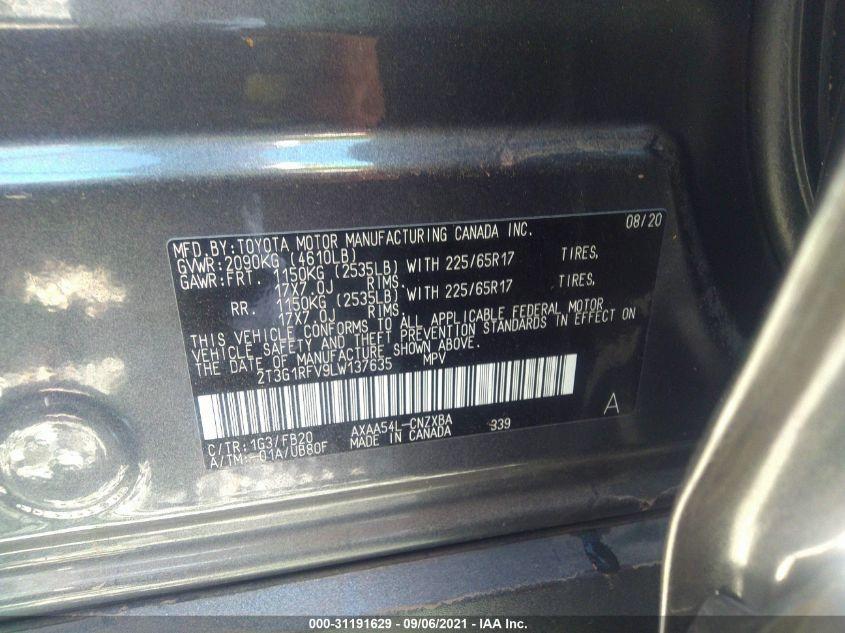 08/20
MFD.BY:TOYOTA MOTOR MANUFACTURING CANADA INC.
GVWR:2090KG (4610LB)
GAWR:FRT. 1150KG (2535LB) WITH 225/65R17 TIRES,
17X7.0J RIMS.
RR. 1150KG (2535LB) WITH 225/65R17 TIRES,
17X7.0J RIMS.
THIS VEHICLE CONFORMS TO ALL APPLICABLE FEDERAL MOTOR
VEHICLE SAFETY AND THEFT PREVENTION STANDARDS IN EFFECT ON
THE DATE OF MANUFACTURE SHOWN ABOVE.
2T3G1RFV9LW137635 MPV
A
C/TR:1G3/FB20 AXAA54L-CNZXBA 339
A/TM:-01A/UB80F MADE IN CANADA
000-31191629 - 09/06/2021 - IAA Inc.